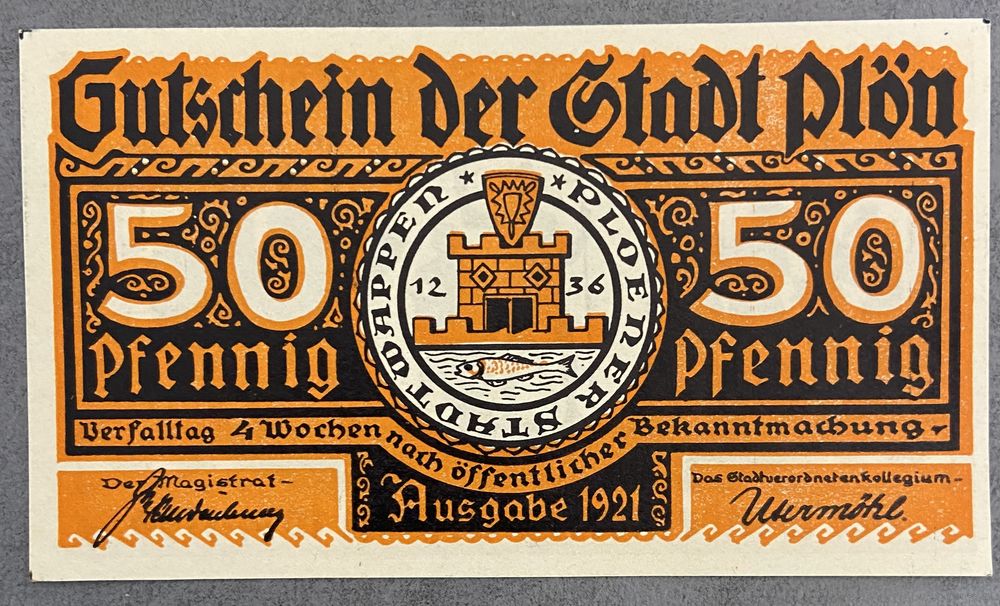 Gutschein der Stadt Plön
50 Pfennig
PLOENER STADTWAPPEN
12 36
50 Pfennig
Verfalltag 4 Wochen nach öffentlicher Bekanntmachung.
Der Magistrat-
Ausgabe 1921
Das Stadtverordnetenkollegium-